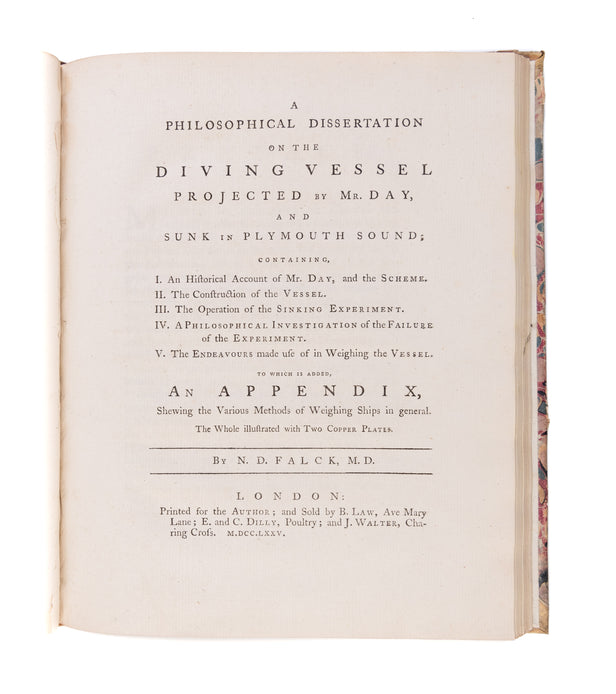 A
PHILOSOPHICAL DISSERTATION
ON THE
DIVING VESSEL
PROJECTED BY MR. DAY,
AND
SUNK IN PLYMOUTH SOUND;
CONTAINING,
I. An Hiſtorical Account of Mr. DAY, and the SCHEME.
II. The Conſtruction of the VESSEL.
III. The Operation of the SINKING EXPERIMENT.
IV. A PHILOSOPHICAL INVESTIGATION of the FAILURE
of the EXPERIMENT.
V. The ENDEAVOURS made uſe of in Weighing the VESSEL.
TO WHICH IS ADDED,
AN APPENDIX,
Shewing the Various Methods of Weighing Ships in general.
The Whole illuſtrated with TWO COPPER PLATES.
BY N. D. FALCK, M.D.
LONDON:
Printed for the AUTHOR; and Sold by B. LAW, Ave Mary
Lane; E. and C. DILLY, Poultry; and J. WALTER, Cha-
ring Croſs. M.DCC.LXXV.